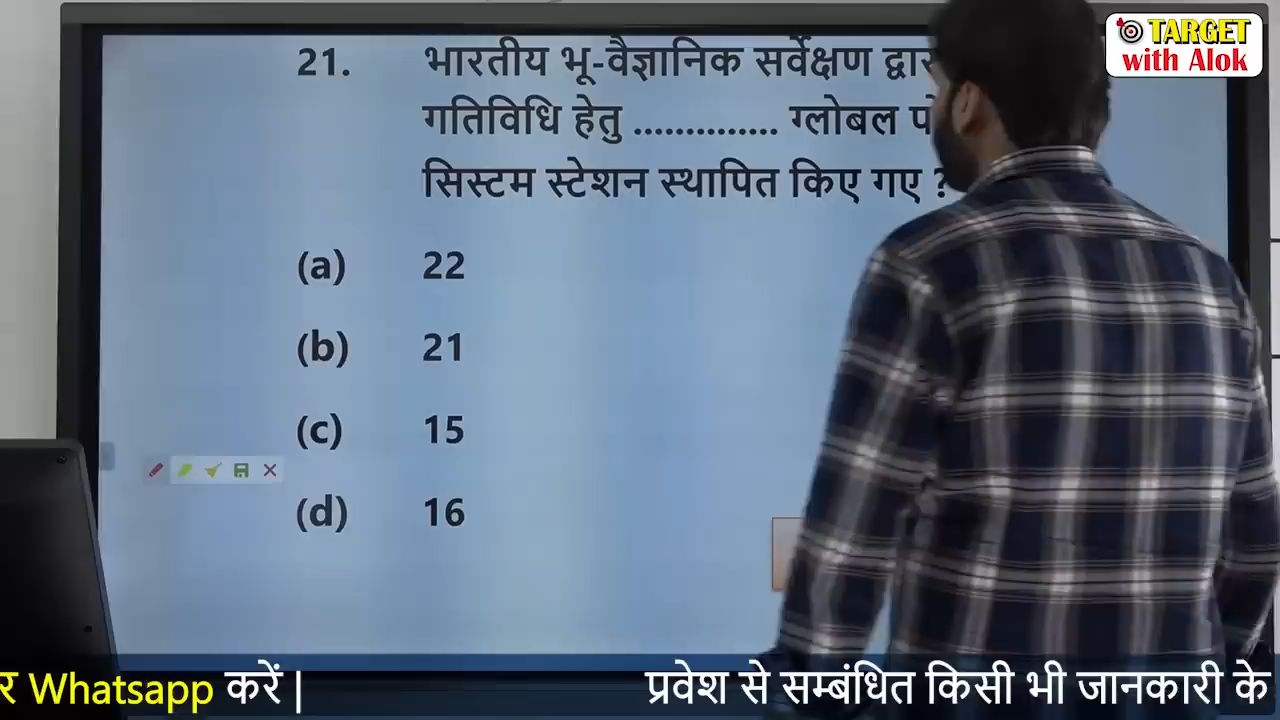 TARGET
with Alok
21. भारतीय भू-वैज्ञानिक सर्वेक्षण
गतिविधि हेतु .............. ग्लोबल
सिस्टम स्टेशन स्थापित किए गए ?
(a) 22
(b) 21
(c) 15
(d) 16
Whatsapp करें | प्रवेश से सम्बंधित किसी भी जानकारी के